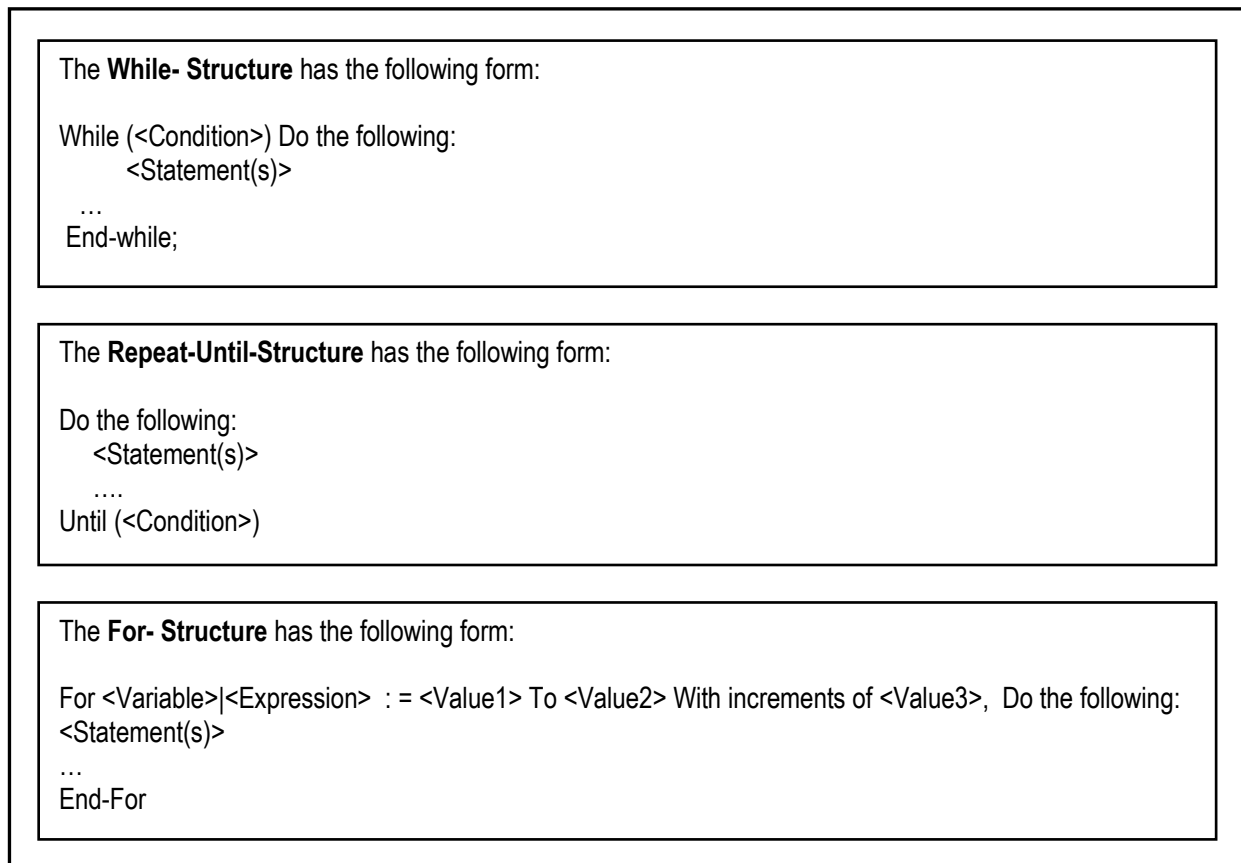 The While- Structure has the following form:
While (<Condition>) Do the following:
<Statement(s)>
…
End-while;
The Repeat-Until-Structure has the following form:
Do the following:
<Statement(s)>
….
Until (<Condition>)
The For- Structure has the following form:
For <Variable>|<Expression> : = <Value1> To <Value2> With increments of <Value3>, Do the following:
<Statement(s)>
…
End-For